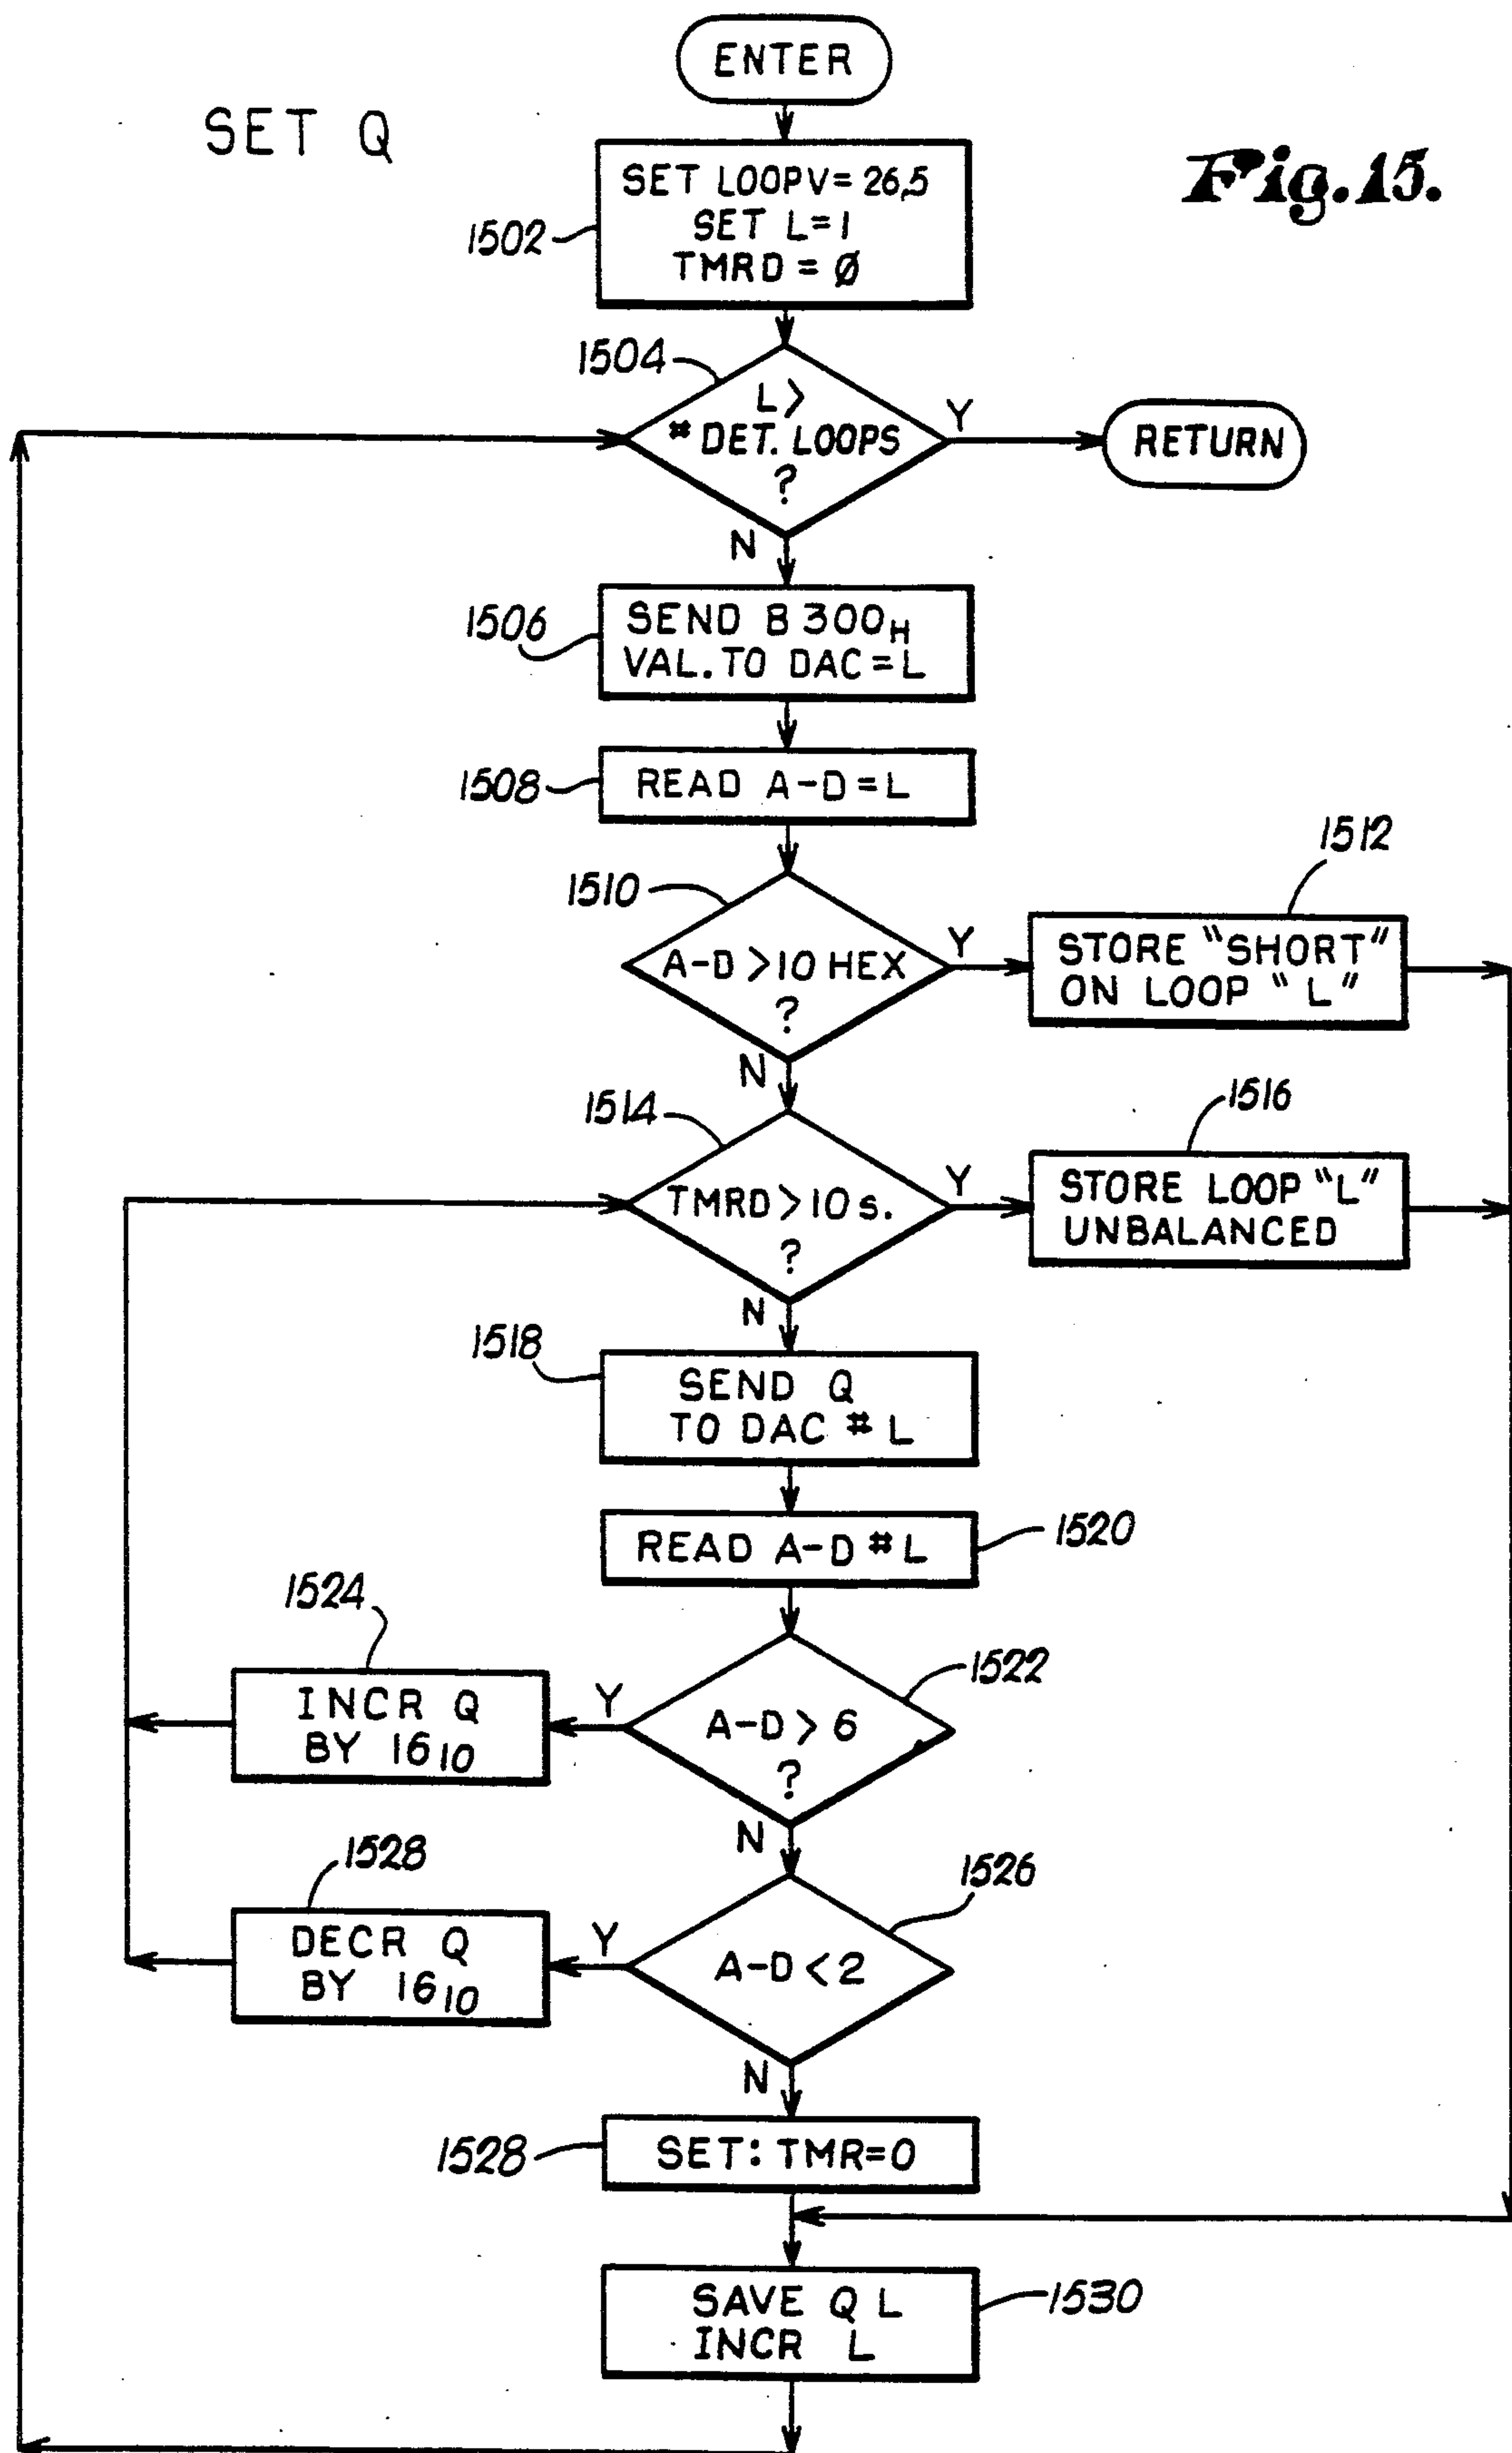 ENTER
SET Q
Fig. 15.
SET LOOPV = 26,5
SET L = 1
TMRD = Ø
1502
1504
L >
# DET. LOOPS
?
Y
RETURN
N
1506
SEND B300H
VAL. TO DAC = L
1508
READ A-D = L
1510
A-D > 10 HEX
?
Y
1512
STORE "SHORT"
ON LOOP "L"
N
1514
TMRD > 10 s.
?
Y
1516
STORE LOOP "L"
UNBALANCED
N
1518
SEND Q
TO DAC # L
READ A-D # L
1520
1524
INCR Q
BY 16₁₀
Y
1522
A-D > 6
?
N
1528
DECR Q
BY 16₁₀
Y
1526
A-D < 2
N
1528
SET: TMR=0
SAVE Q L
INCR L
1530